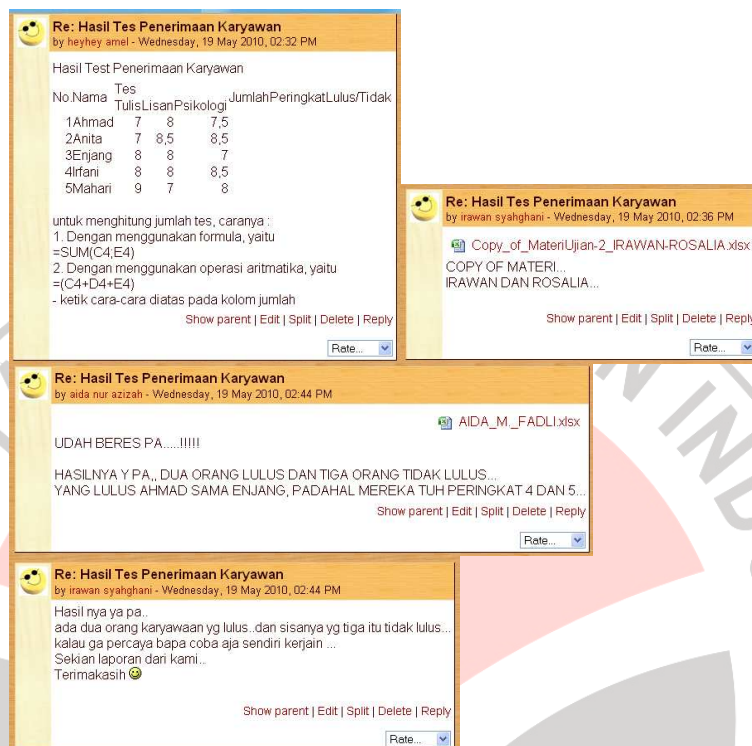 Re: Hasil Tes Penerimaan Karyawan
by heyhey amel - Wednesday, 19 May 2010, 02:32 PM
Hasil Test Penerimaan Karyawan
No.Nama Tes JumlahPeringkatLulus/Tidak
TulisLisanPsikologi
1Ahmad 7 8 7,5
2Anita 7 8,5 8,5
3Enjang 8 8 7
4Irfani 8 8 8,5
5Mahari 9 7 8
untuk menghitung jumlah tes, caranya :
1. Dengan menggunakan formula, yaitu
=SUM(C4;E4)
2. Dengan menggunakan operasi aritmatika, yaitu
=(C4+D4+E4)
- ketik cara-cara diatas pada kolom jumlah
Show parent | Edit | Split | Delete | Reply
Rate...
Re: Hasil Tes Penerimaan Karyawan
by irawan syahghani - Wednesday, 19 May 2010, 02:36 PM
Copy_of_MateriUjian-2_IRAWAN-ROSALIA.xlsx
COPY OF MATERI...
IRAWAN DAN ROSALIA...
Show parent | Edit | Split | Delete | Reply
Rate...
Re: Hasil Tes Penerimaan Karyawan
by aida nur azizah - Wednesday, 19 May 2010, 02:44 PM
AIDA_M._FADLI.xlsx
UDAH BERES PA.....!!!!!
HASILNYA Y PA,, DUA ORANG LULUS DAN TIGA ORANG TIDAK LULUS...
YANG LULUS AHMAD SAMA ENJANG, PADAHAL MEREKA TUH PERINGKAT 4 DAN 5...
Show parent | Edit | Split | Delete | Reply
Rate...
Re: Hasil Tes Penerimaan Karyawan
by irawan syahghani - Wednesday, 19 May 2010, 02:44 PM
Hasil nya ya pa..
ada dua orang karyawaan yg lulus..dan sisanya yg tiga itu tidak lulus...
kalau ga percaya bapa coba aja sendiri kerjain ...
Sekian laporan dari kami..
Terimakasih
Show parent | Edit | Split | Delete | Reply
Rate...